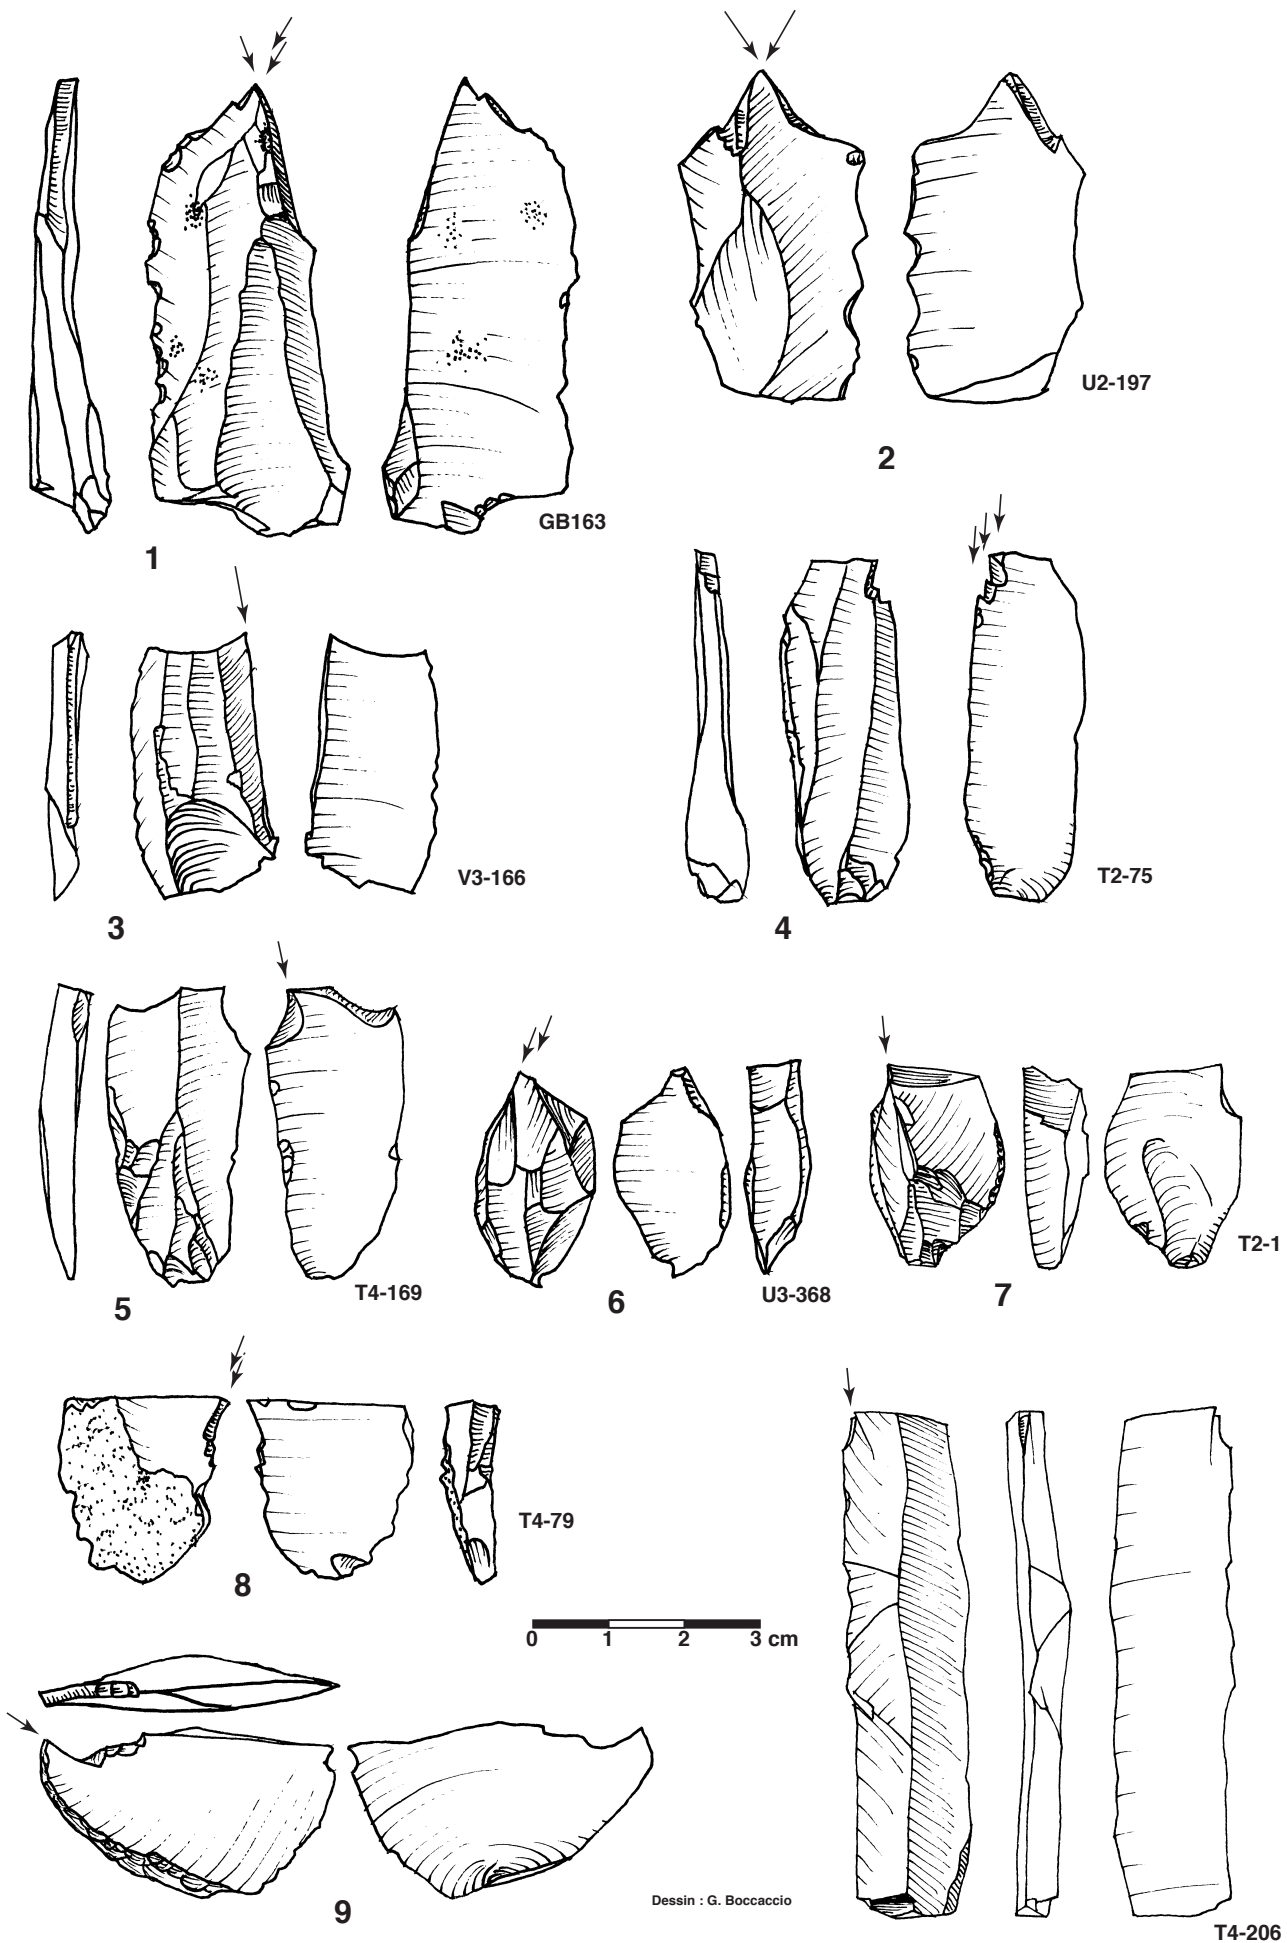 GB163
1
U2-197
2
V3-166
3
T2-75
4
T4-169
5
U3-368
6
T2-1
7
T4-79
8
0 1 2 3 cm
9
Dessin : G. Boccaccio
T4-206